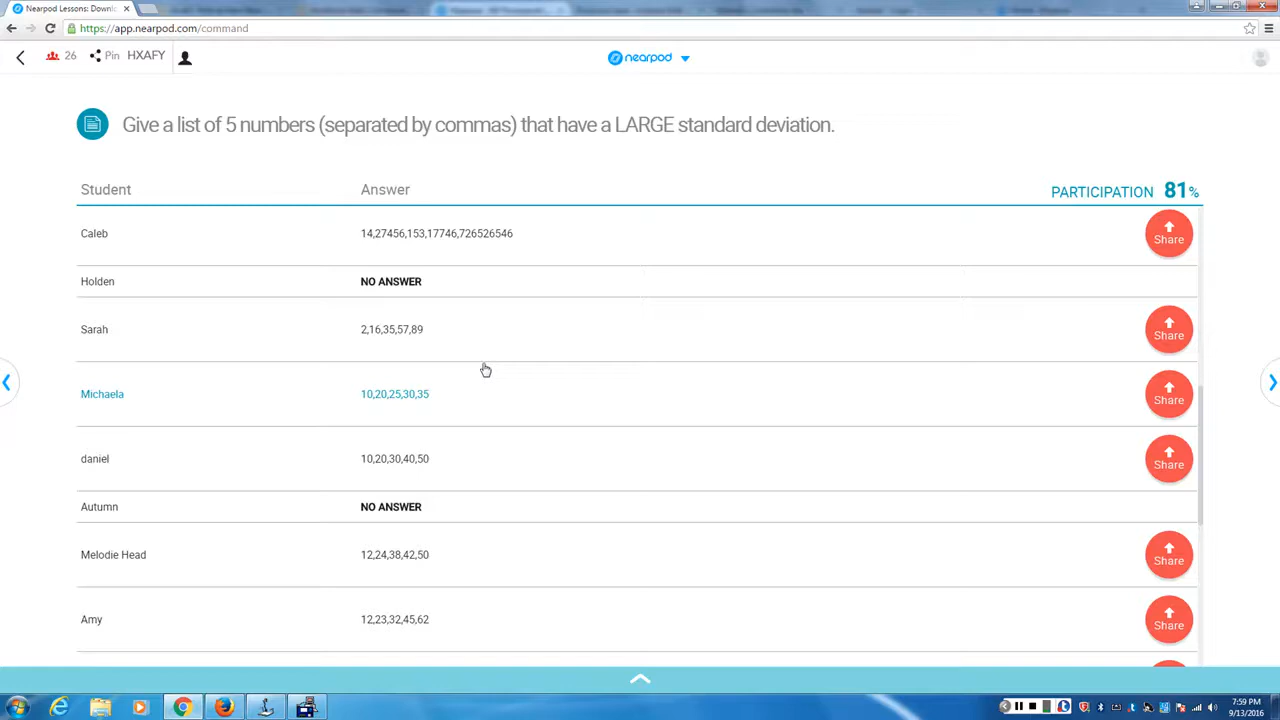 Nearpod Lessons: Downlo
https://app.nearpod.com/command
26 Pin HXAFY nearpod
Give a list of 5 numbers (separated by commas) that have a LARGE standard deviation.
Student Answer PARTICIPATION 81%
Caleb 14,27456,153,17746,726526546 Share
Holden NO ANSWER
Sarah 2,16,35,57,89 Share
Michaela 10,20,25,30,35 Share
daniel 10,20,30,40,50 Share
Autumn NO ANSWER
Melodie Head 12,24,38,42,50 Share
Amy 12,23,32,45,62 Share
7:59 PM
9/13/2016